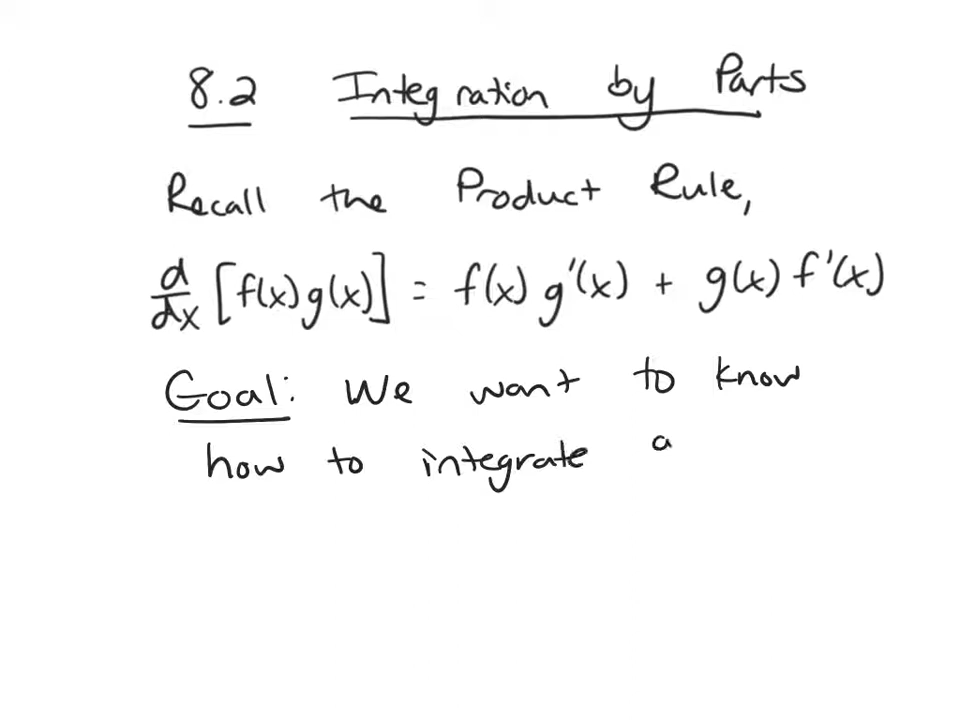 8.2 Integration by Parts
Recall the Product Rule,
d/dx [f(x)g(x)] = f(x) g'(x) + g(x) f'(x)
Goal: We want to know
how to integrate a